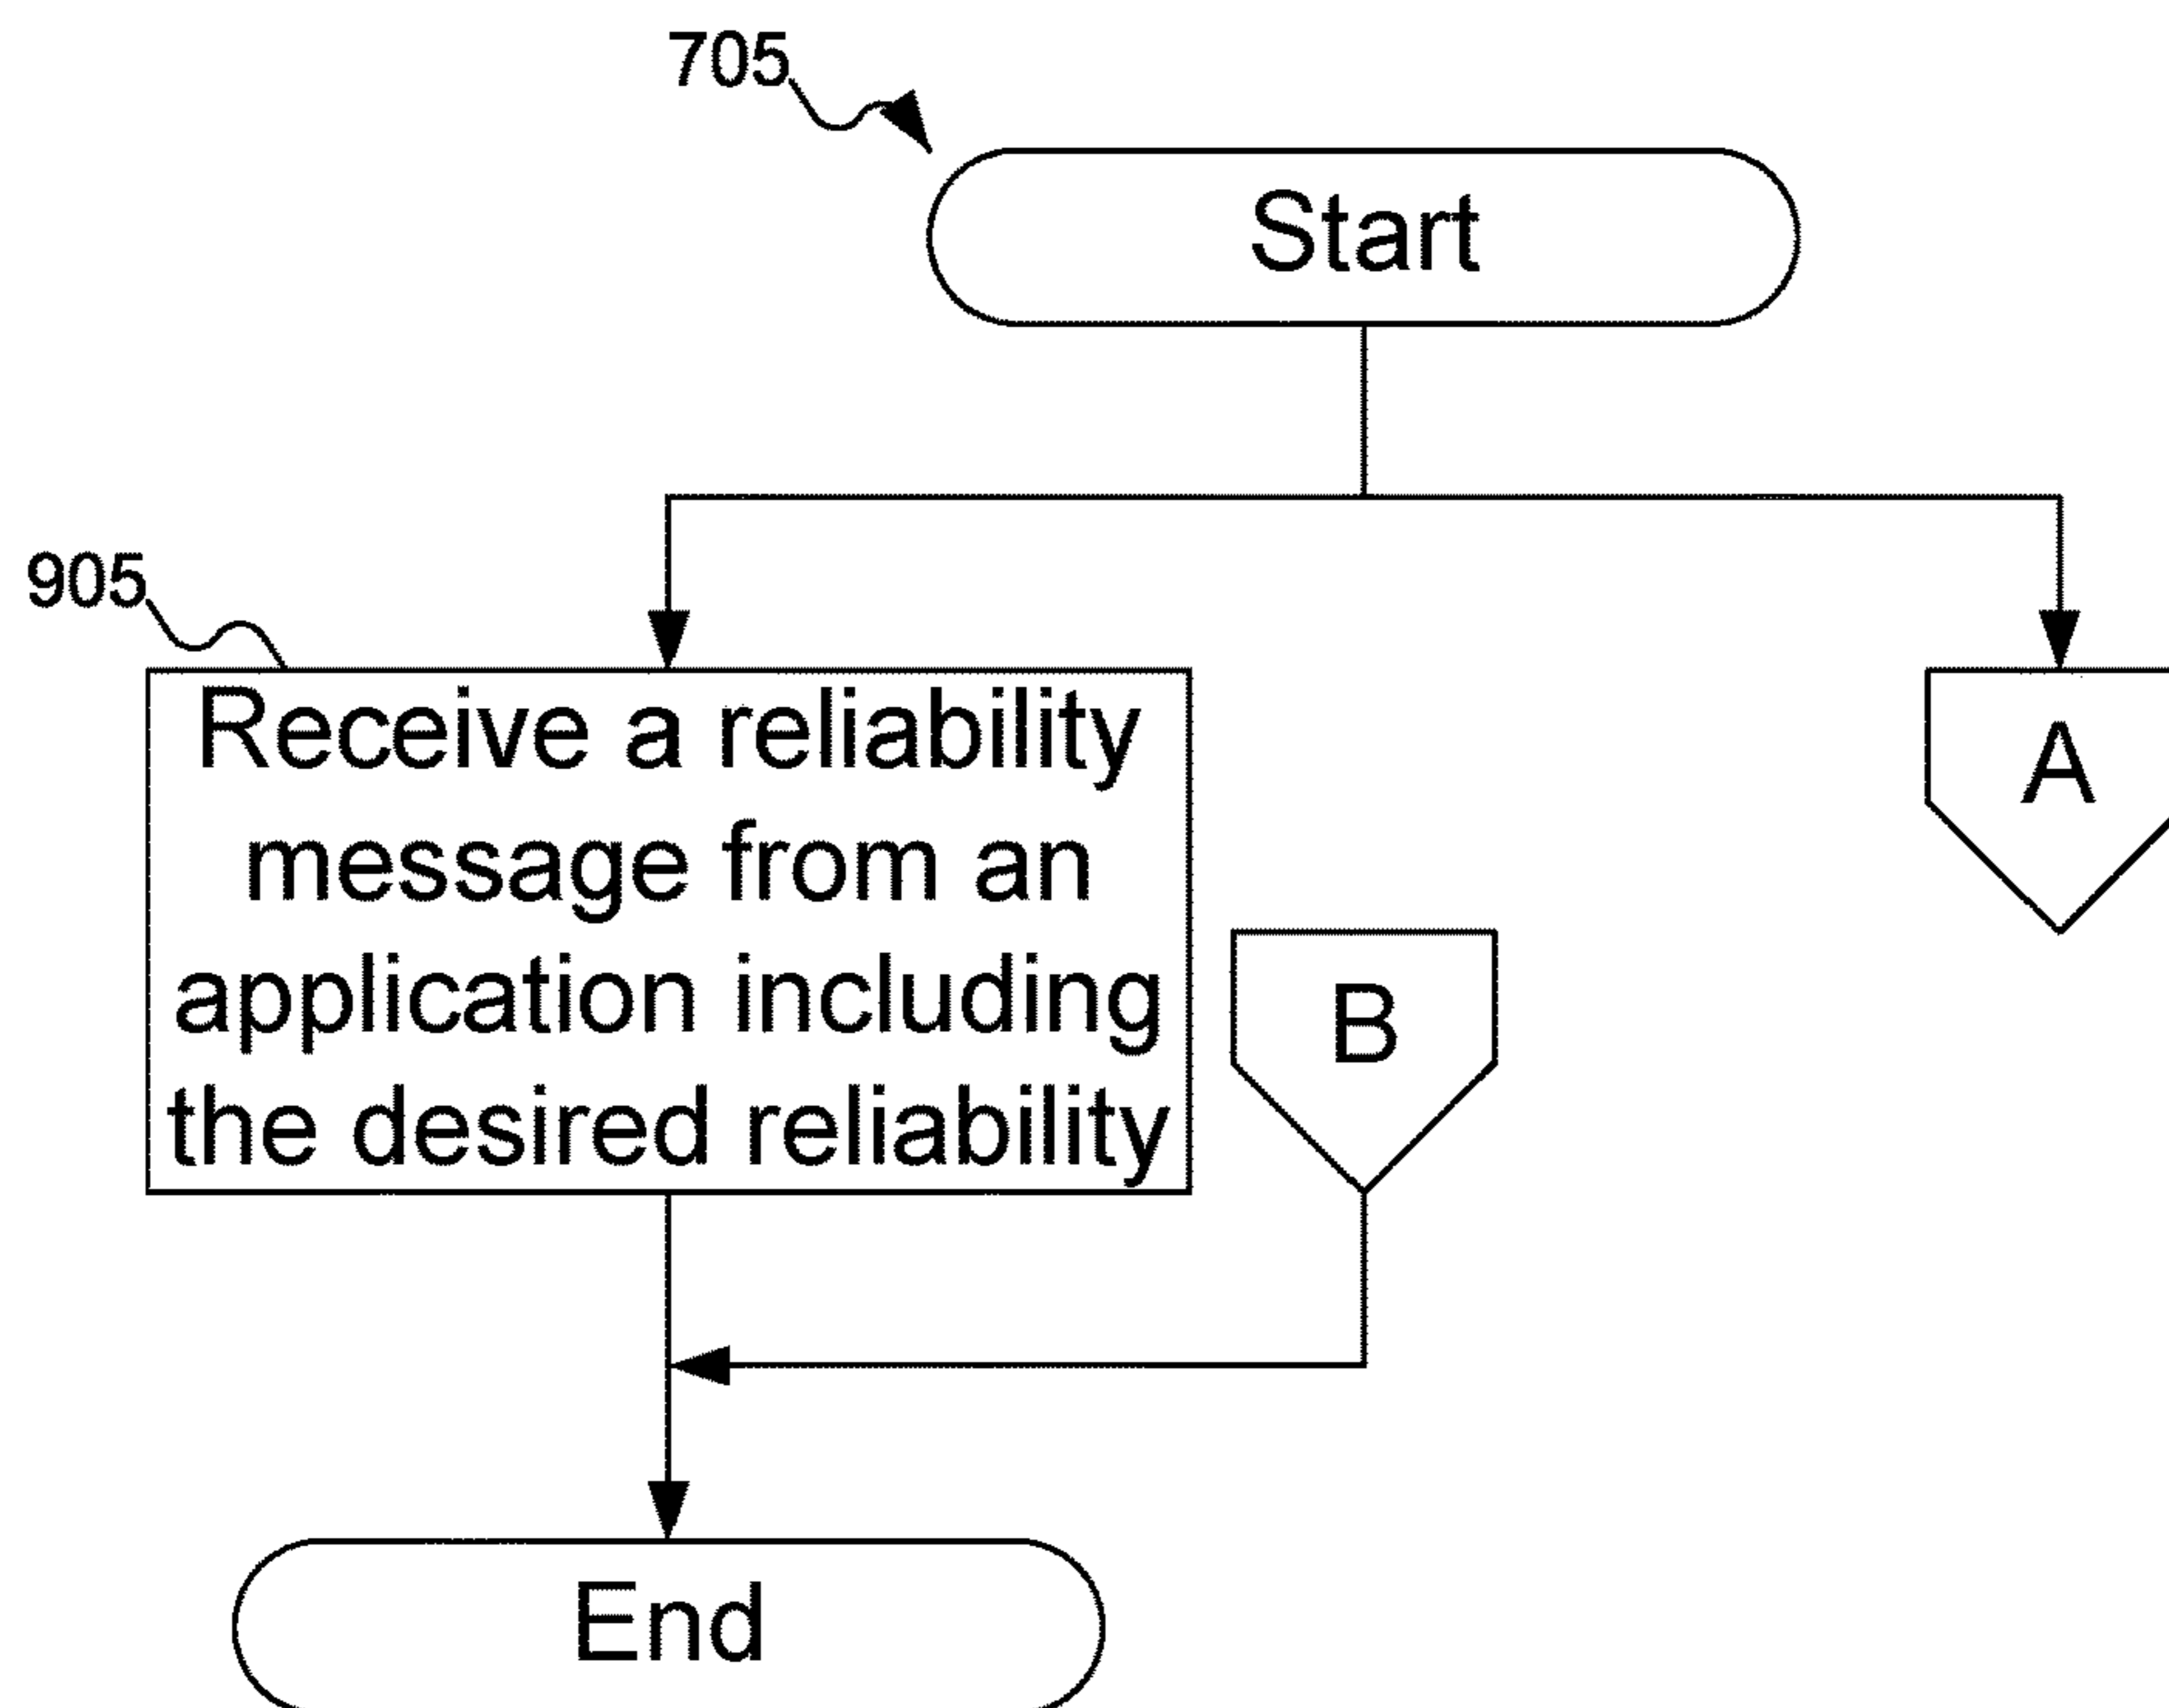 705
Start
905
Receive a reliability
message from an
application including
the desired reliability
A
B
End